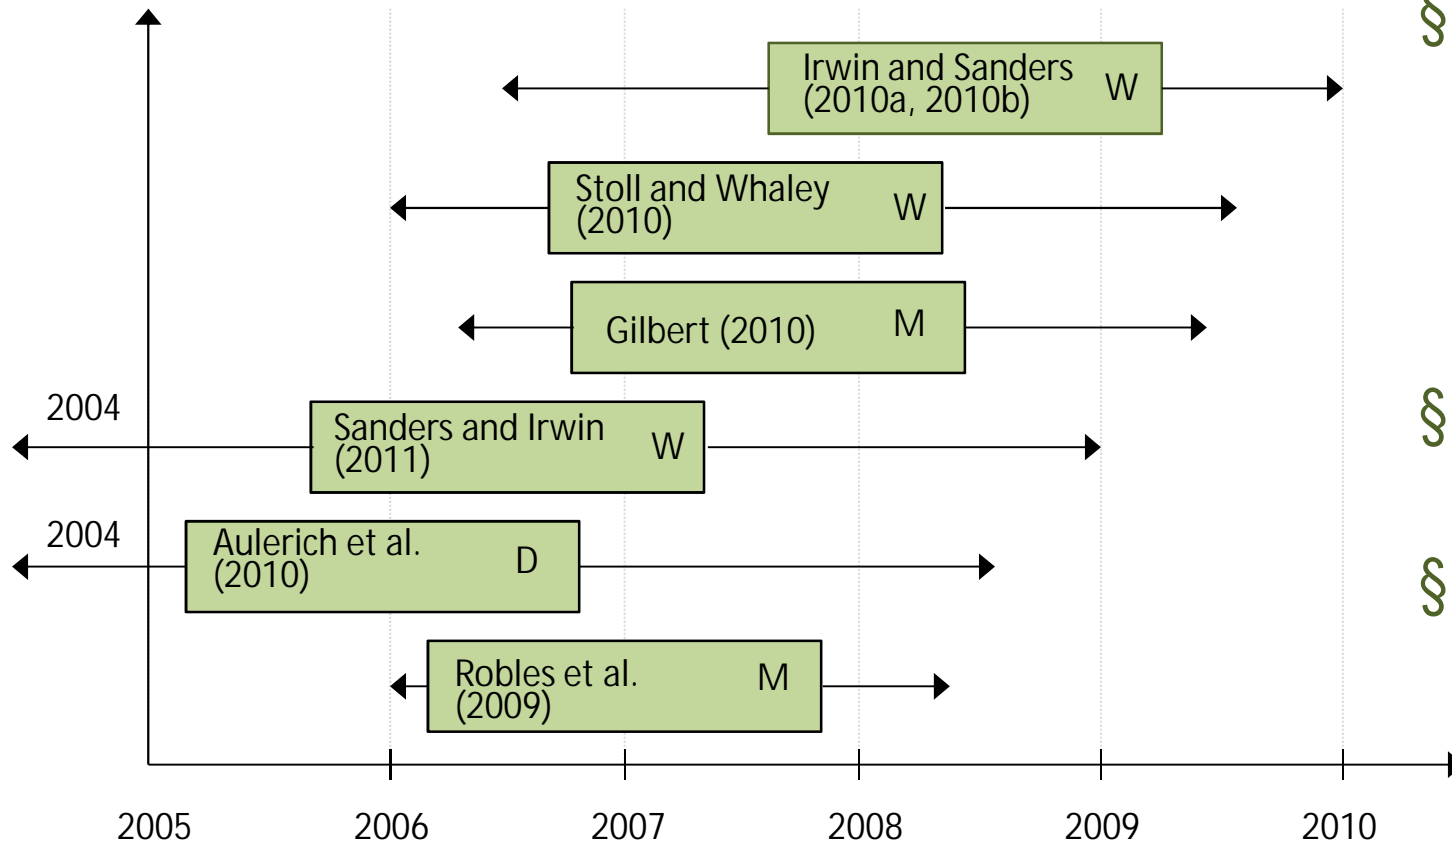 §
Irwin and Sanders
(2010a, 2010b) W
Stoll and Whaley
(2010) W
Gilbert (2010) M
2004
Sanders and Irwin
(2011) W
§
2004
Aulerich et al.
(2010) D
§
Robles et al.
(2009) M
2005 2006 2007 2008 2009 2010